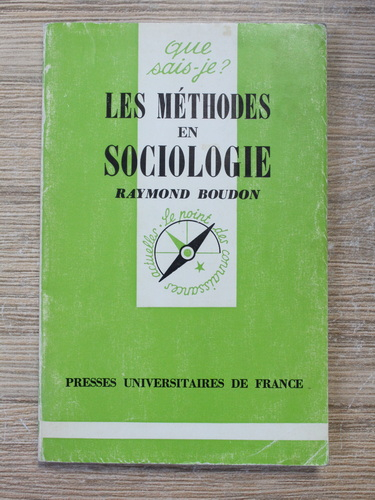 que
sais-je?
LES MÉTHODES
EN
SOCIOLOGIE
RAYMOND BOUDON
Le point des connaissances actuelles.
PRESSES UNIVERSITAIRES DE FRANCE